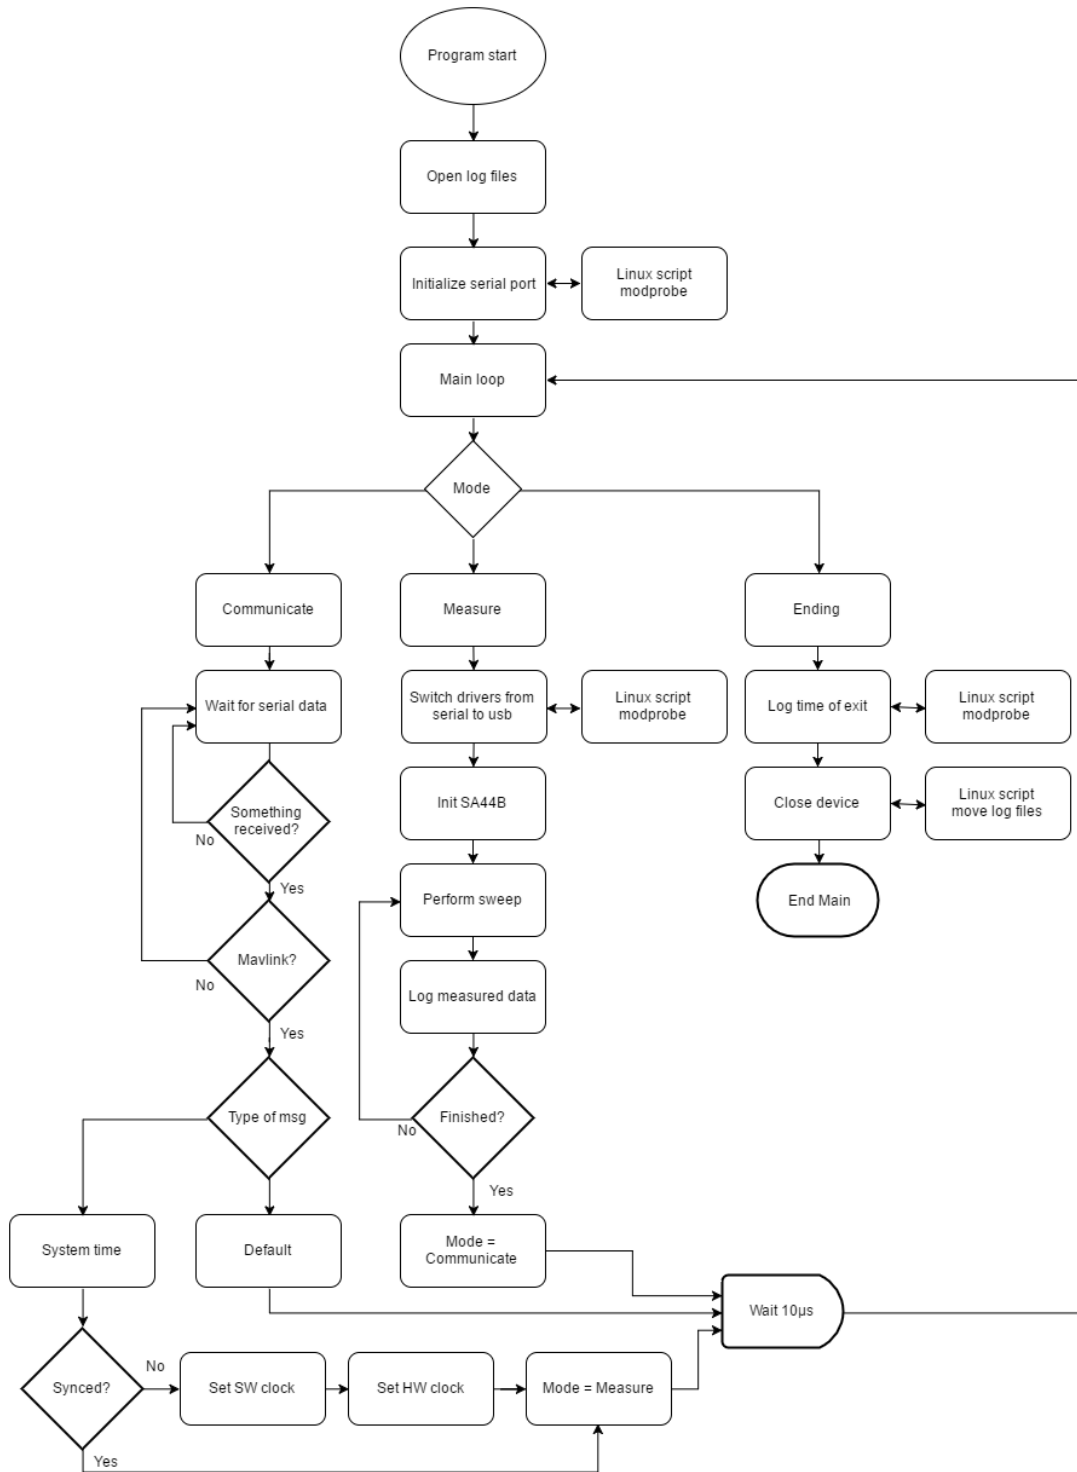 Program start
Open log files
Initialize serial port
Linux script
modprobe
Main loop
Mode
Communicate
Measure
Ending
Wait for serial data
Switch drivers from
serial to usb
Linux script
modprobe
Log time of exit
Linux script
modprobe
Something
received?
No
Yes
Init SA44B
Close device
Linux script
move log files
Mavlink?
No
Yes
Perform sweep
End Main
Log measured data
Type of msg
Finished?
No
Yes
System time
Default
Mode =
Communicate
Wait 10µs
Synced?
No
Yes
Set SW clock
Set HW clock
Mode = Measure